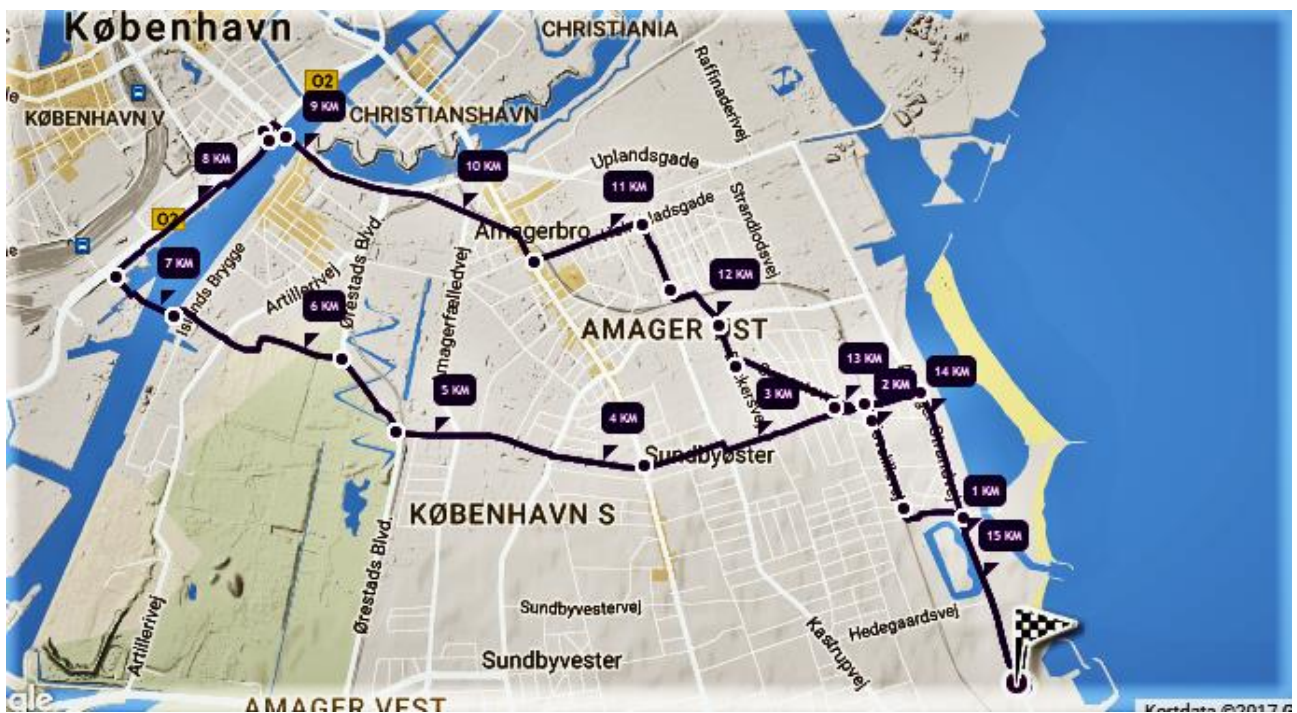 København
CHRISTIANIA
O2
9 KM
KØBENHAVN V
CHRISTIANSHAVN
Raffinaderivej
8 KM
10 KM
Uplandsgade
11 KM
Strandlodsvej
O2
Amagerbro
7 KM
Islands Brygge
Artillerivej
Ørestads Blvd.
6 KM
12 KM
AMAGER ØST
13 KM
14 KM
2 KM
3 KM
5 KM
4 KM
Sundbyøster
KØBENHAVN S
1 KM
15 KM
Ørestads Blvd.
Artillerivej
Sundbyvestervej
Hedegaardsvej
Kastrupvej
Sundbyvester
AMAGER VEST
Kortdata ©2017 G